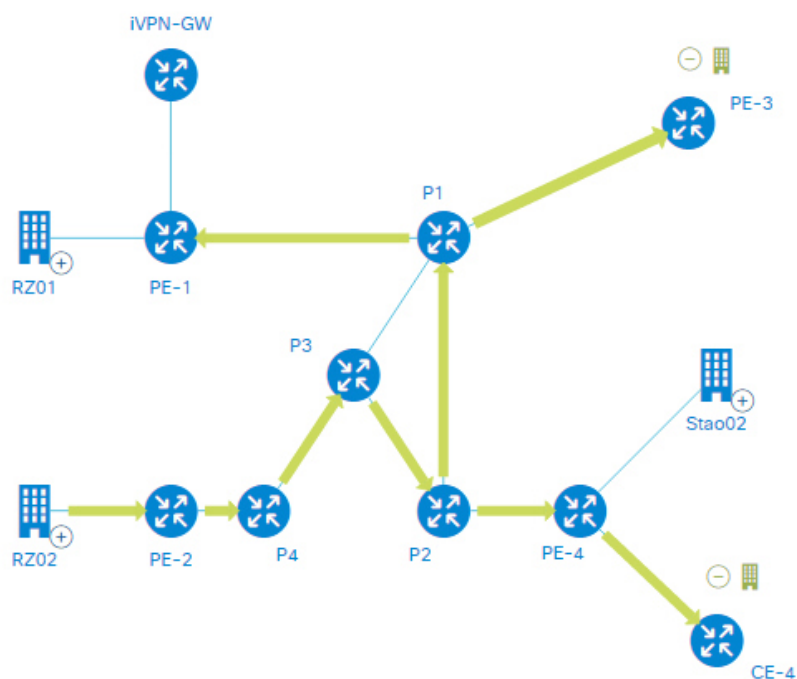 iVPN-GW
PE-3
P1
RZ01
PE-1
P3
Stao02
RZ02
PE-2
P4
P2
PE-4
CE-4